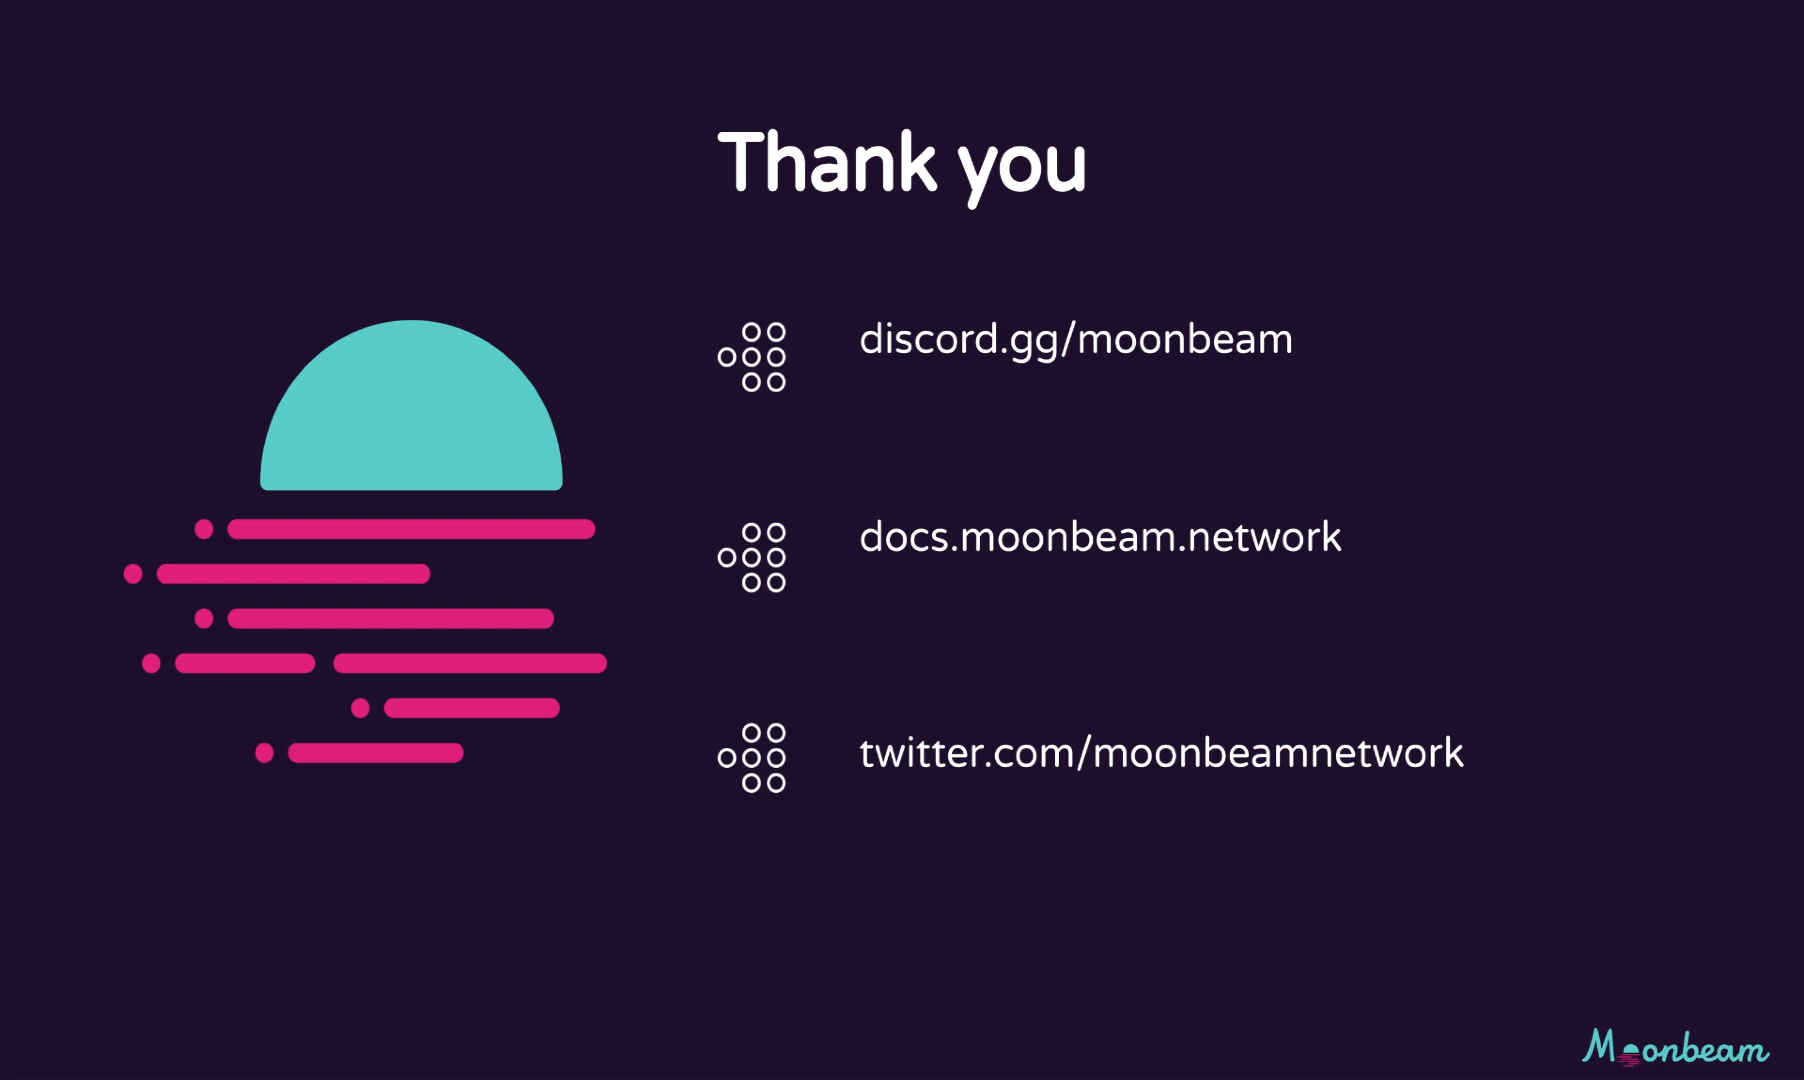 Thank you
discord.gg/moonbeam
docs.moonbeam.network
twitter.com/moonbeamnetwork
Moonbeam